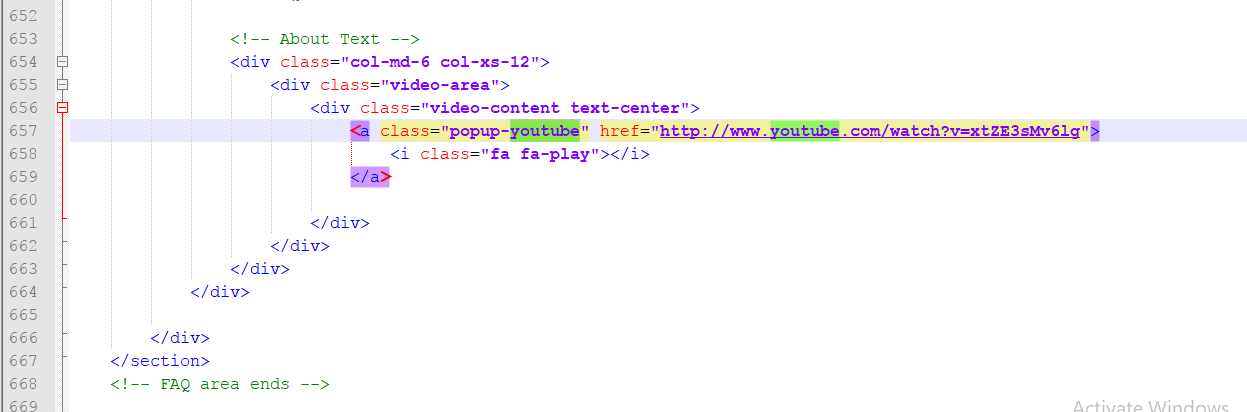 652
653 <!-- About Text -->
654 <div class="col-md-6 col-xs-12">
655 <div class="video-area">
656 <div class="video-content text-center">
657 <a class="popup-youtube" href="http://www.youtube.com/watch?v=xtZE3sMv6lg">
658 <i class="fa fa-play"></i>
659 </a>
660
661 </div>
662 </div>
663 </div>
664 </div>
665
666 </div>
667 </section>
668 <!-- FAQ area ends -->
669
Activate Windows